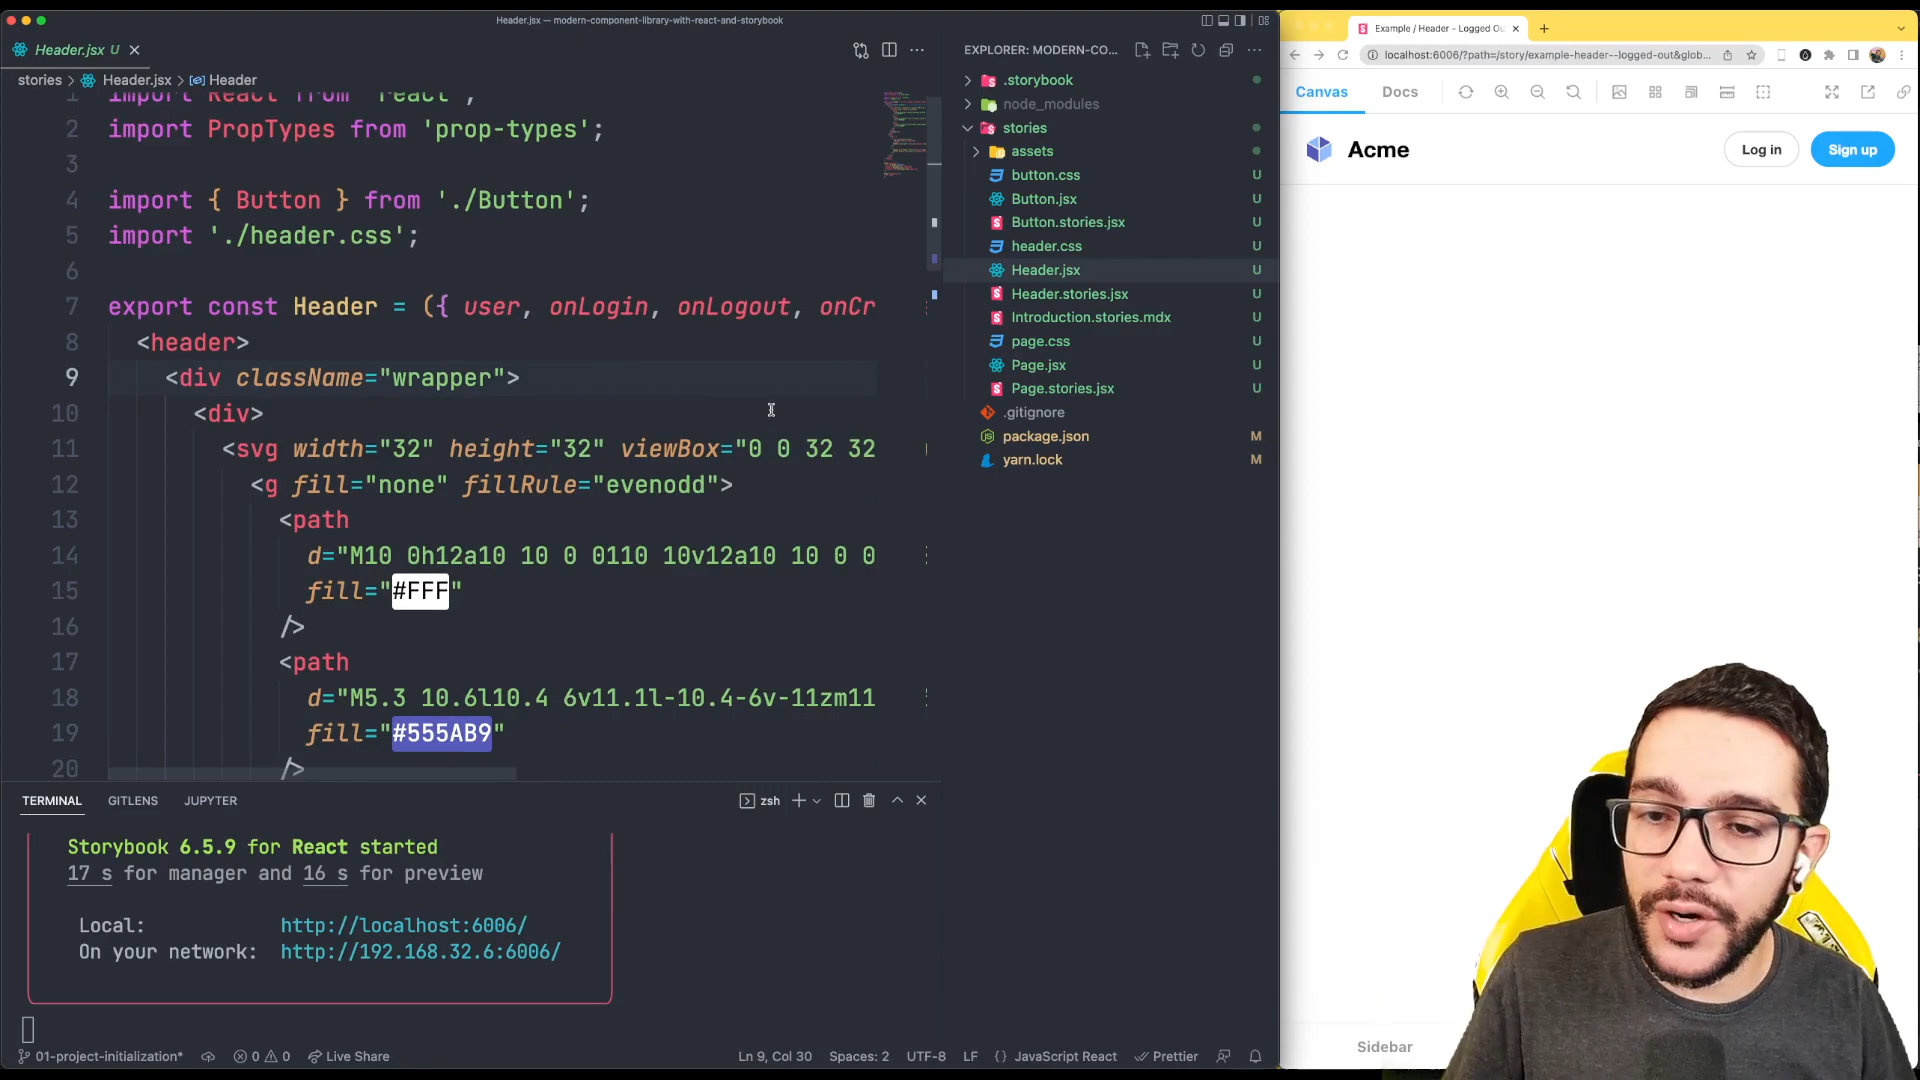 Header.jsx — modern-component-library-with-react-and-storybook
Header.jsx U
stories > Header.jsx > Header
1 import React from 'react';
2 import PropTypes from 'prop-types';
3
4 import { Button } from './Button';
5 import './header.css';
6
7 export const Header = ({ user, onLogin, onLogout, onCr
8 <header>
9 <div className="wrapper">
10 <div>
11 <svg width="32" height="32" viewBox="0 0 32 32
12 <g fill="none" fillRule="evenodd">
13 <path
14 d="M10 0h12a10 10 0 0110 10v12a10 10 0 0
15 fill="#FFF"
16 />
17 <path
18 d="M5.3 10.6l10.4 6v11.1l-10.4-6v-11zm11
19 fill="#555AB9"
20 />
EXPLORER: MODERN-CO...
.storybook
node_modules
stories
assets
button.css U
Button.jsx U
Button.stories.jsx U
header.css U
Header.jsx U
Header.stories.jsx U
Introduction.stories.mdx U
page.css U
Page.jsx U
Page.stories.jsx U
.gitignore
package.json M
yarn.lock M
TERMINAL GITLENS JUPYTER
zsh
Storybook 6.5.9 for React started
17 s for manager and 16 s for preview
Local: http://localhost:6006/
On your network: http://192.168.32.6:6006/
01-project-initialization*
0 0
Live Share
Ln 9, Col 30
Spaces: 2
UTF-8
LF
{} JavaScript React
Prettier
Example / Header - Logged Ou
localhost:6006/?path=/story/example-header--logged-out&glob...
Canvas Docs
Acme
Log in
Sign up
Sidebar